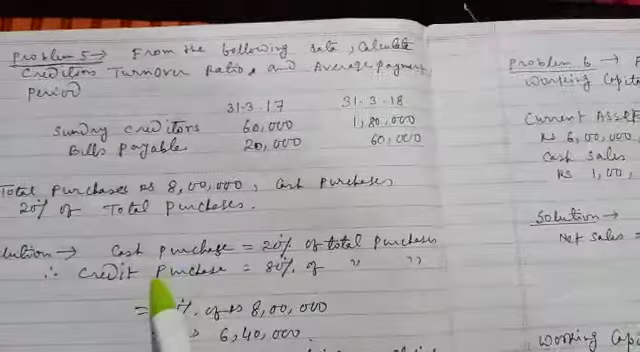 Problem 5 → From the following data, calculate
Creditors Turnover Ratio, and Average payment
Period
31-3-17 31-3-18
Sundry creditors 60,000 1,80,000
Bills Payable 20,000 60,000
Total Purchases Rs 8,00,000, Cash Purchases
20% of Total Purchases.
Solution → Cash Purchase = 20% of total Purchases
∴ Credit Purchase = 80% of " "
= % of Rs 8,00,000
6,40,000.
Problem 6 →
Working Capit
Current Asset
Rs 6,00,000,
Cash Sales
Rs 1,00,
Solution →
Net Sales =
Working Capi